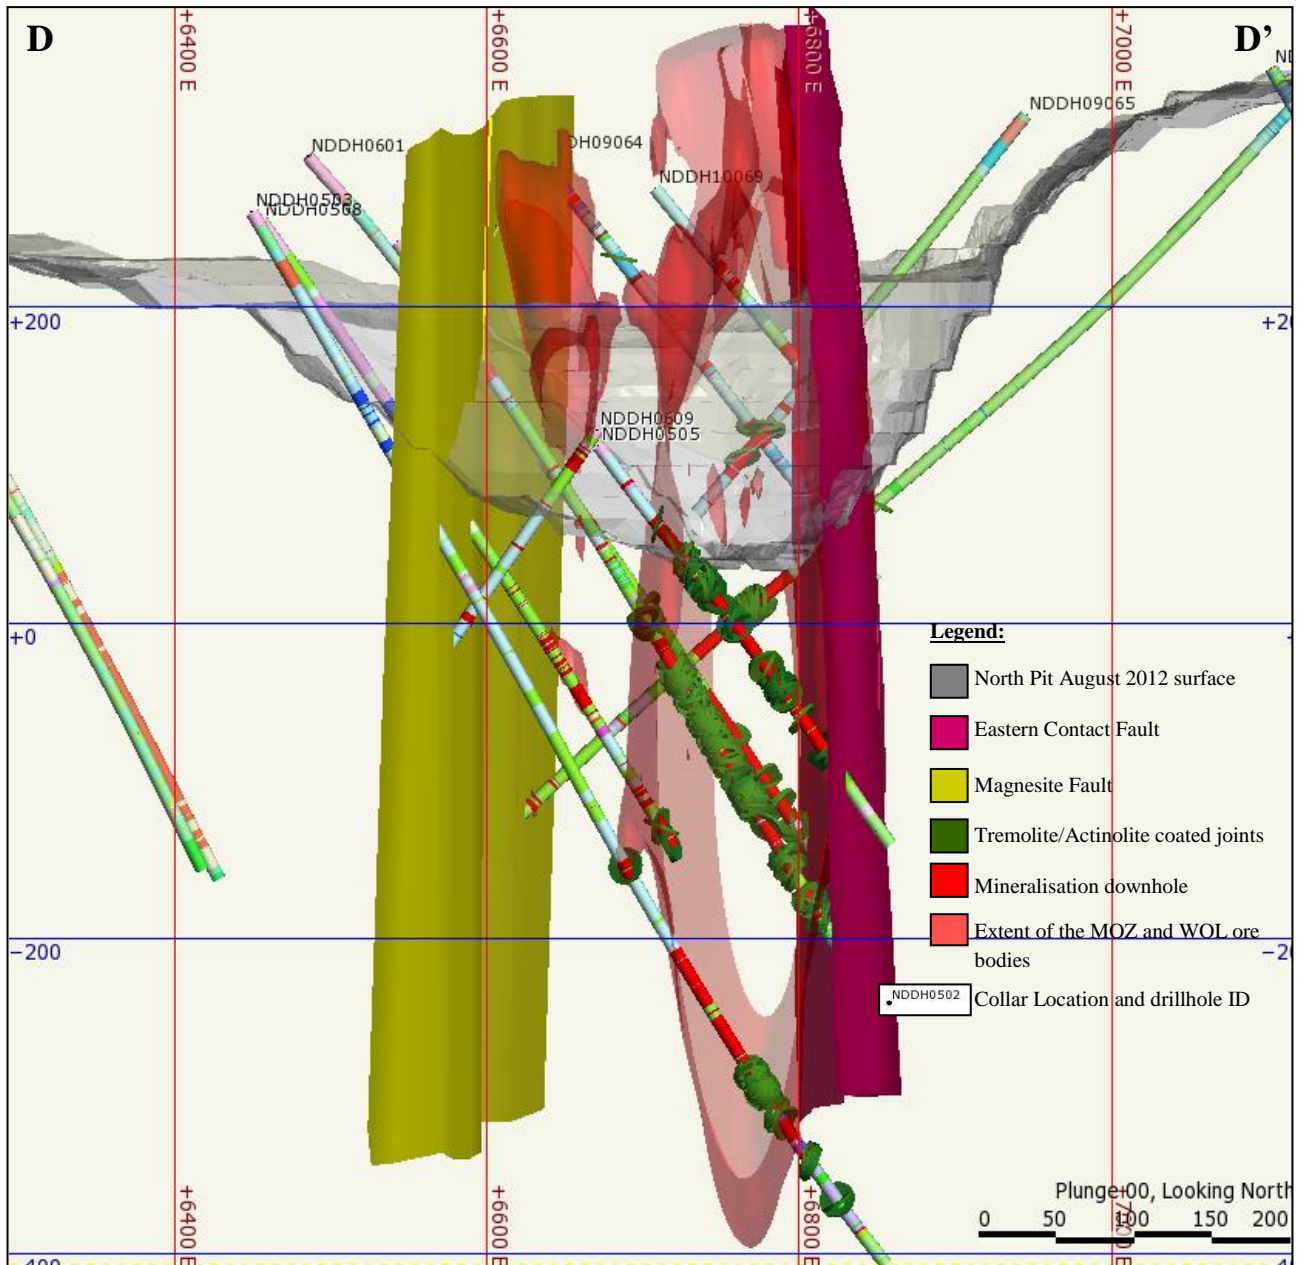 D
D’
+6400 E
+6600 E
+6800 E
+7000 E
NDDH09065
NDDH0601
DH09064
NDDH10069
NDDH0503
NDDH0508
+200
+20
NDDH0609
NDDH0505
+0
Legend:
North Pit August 2012 surface
Eastern Contact Fault
Magnesite Fault
Tremolite/Actinolite coated joints
Mineralisation downhole
Extent of the MOZ and WOL ore
bodies
NDDH0502
Collar Location and drillhole ID
−200
−20
+6400 E
+6600 E
+6800 E
Plunge 00, Looking North
0 50 100 150 200